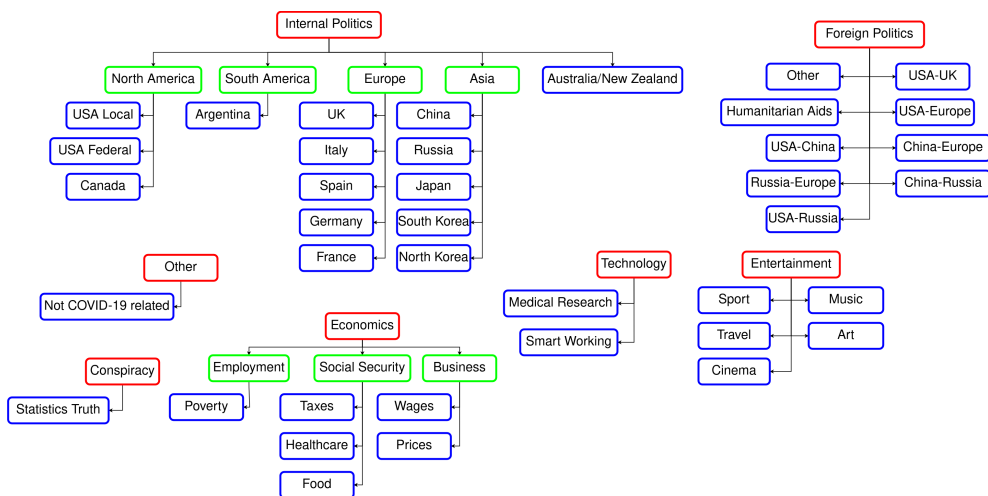 Internal Politics
North America
South America
Europe
Asia
Australia/New Zealand
USA Local
USA Federal
Canada
Argentina
UK
Italy
Spain
Germany
France
China
Russia
Japan
South Korea
North Korea
Foreign Politics
Other
USA-UK
Humanitarian Aids
USA-Europe
USA-China
China-Europe
Russia-Europe
China-Russia
USA-Russia
Other
Not COVID-19 related
Technology
Medical Research
Smart Working
Entertainment
Sport
Music
Travel
Art
Cinema
Economics
Employment
Social Security
Business
Poverty
Taxes
Healthcare
Food
Wages
Prices
Conspiracy
Statistics Truth